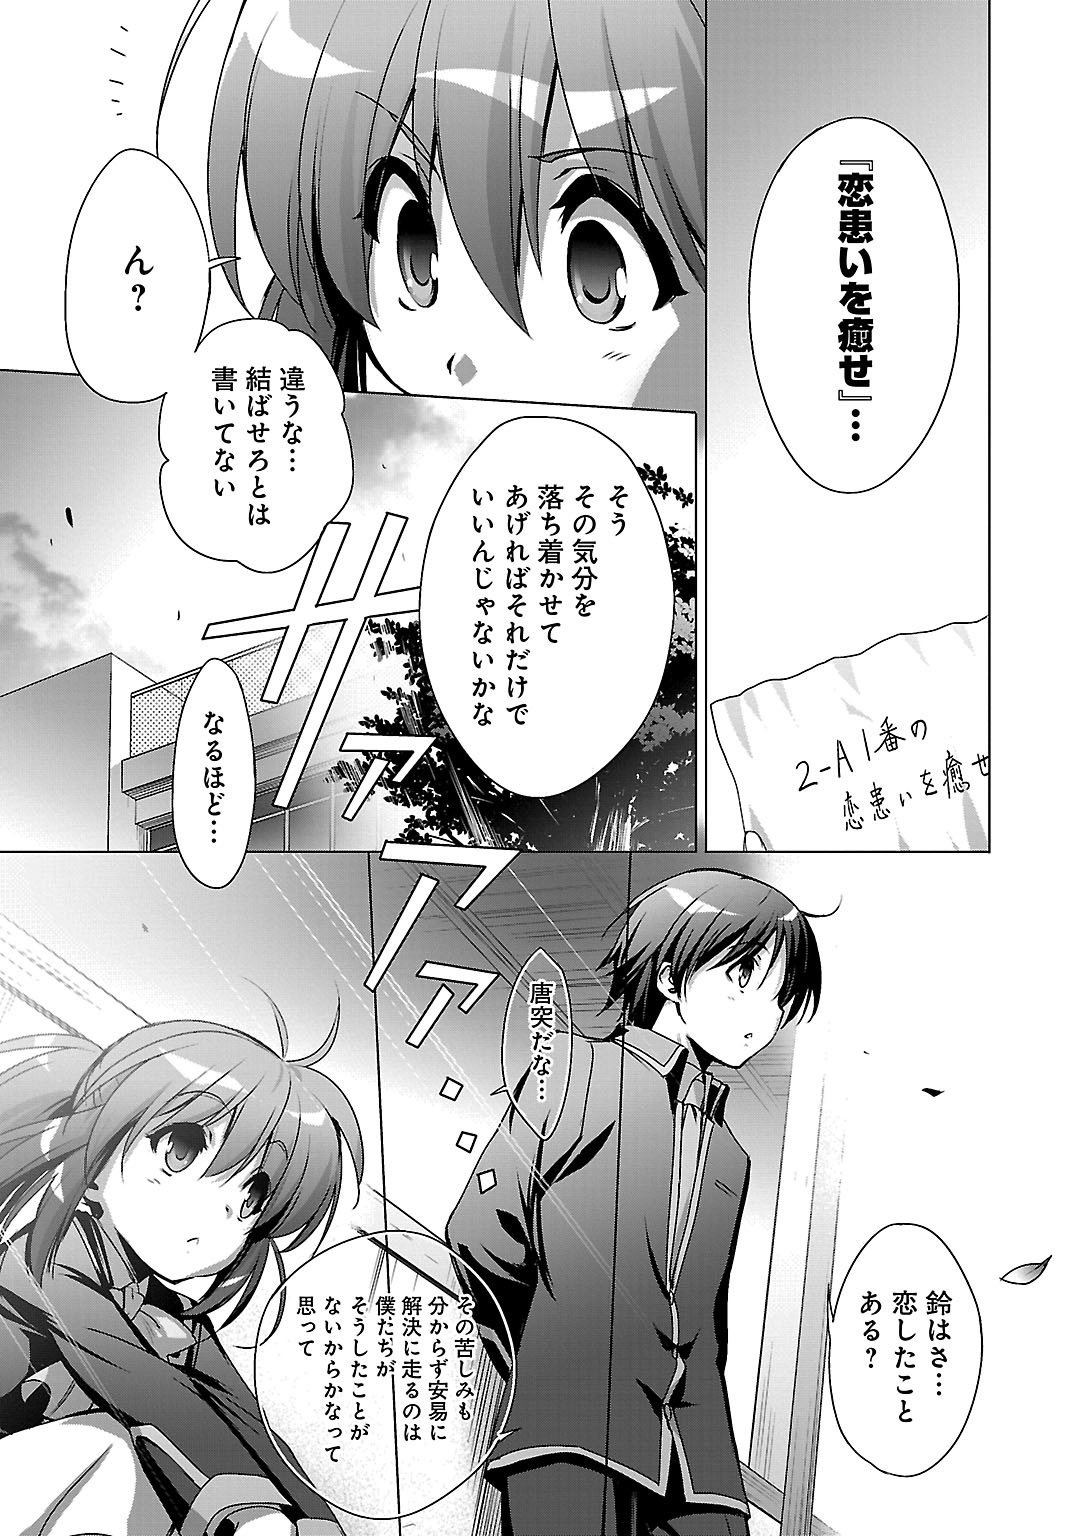 『恋患いを癒せ』…
2-A1番の
恋患いを癒せ
ん？
違うな…
結ばせろとは
書いてない
そう
その気分を
落ち着かせて
あげればそれだけで
いいんじゃないかな
なるほど…
ザァァァ…
鈴はさ…
恋したこと
ある？
唐突だな…
その苦しみも
分からず安易に
解決に走るのは
僕たちが
そうしたことが
ないからかなって
思って